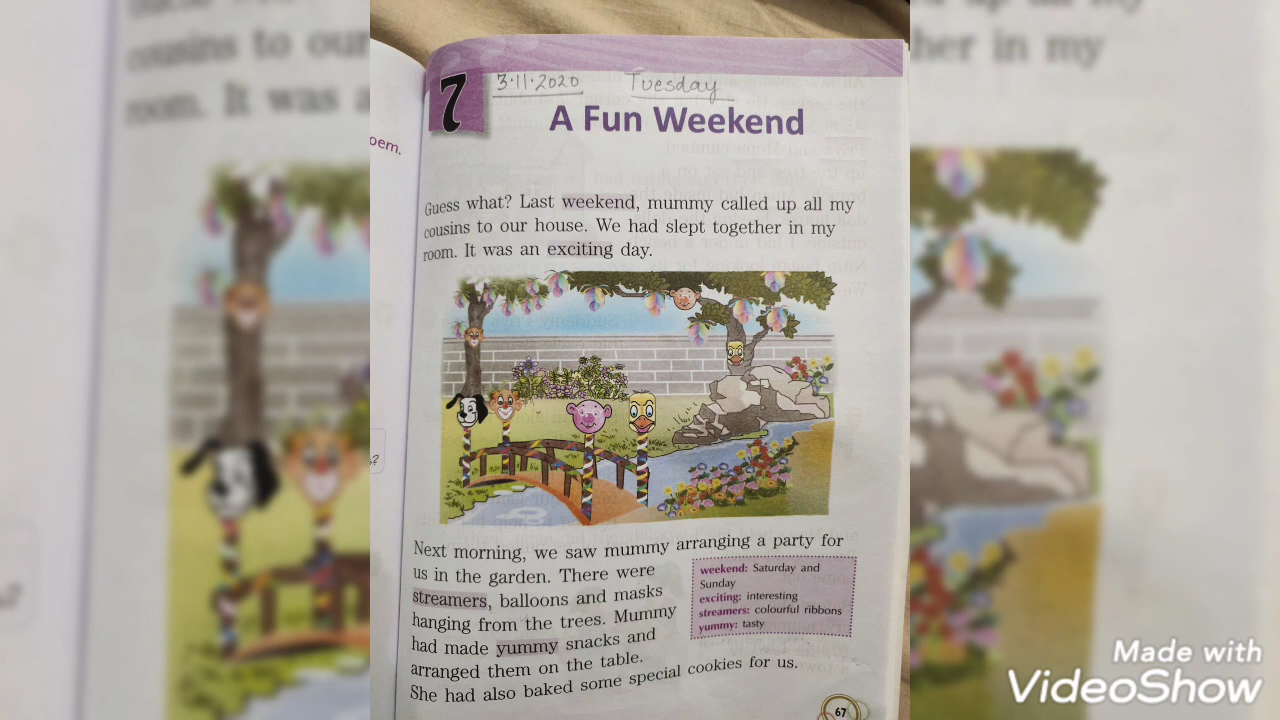 7
3.11.2020 Tuesday
A Fun Weekend
oem.
Guess what? Last weekend, mummy called up all my
cousins to our house. We had slept together in my
room. It was an exciting day.
Next morning, we saw mummy arranging a party for
us in the garden. There were
streamers, balloons and masks
hanging from the trees. Mummy
had made yummy snacks and
arranged them on the table.
She had also baked some special cookies for us.
weekend: Saturday and
Sunday
exciting: interesting
streamers: colourful ribbons
yummy: tasty
67
Made with
VideoShow